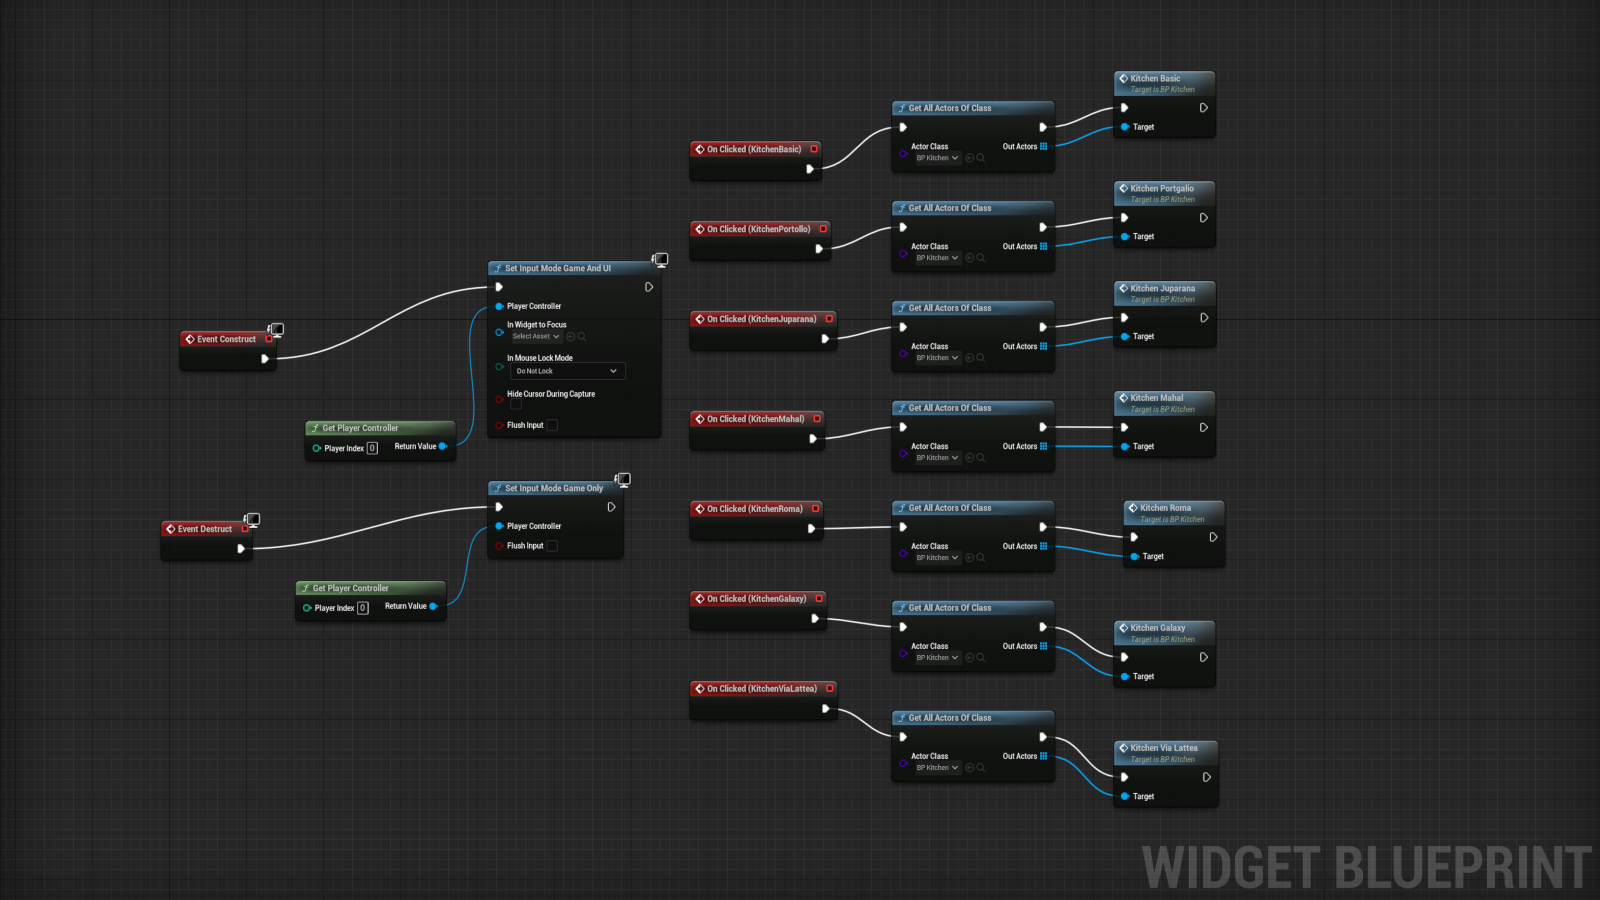 Event Construct
Set Input Mode Game And UI
Player Controller
In Widget to Focus
Select Asset
In Mouse Lock Mode
Do Not Lock
Hide Cursor During Capture
Flush Input
Get Player Controller
Player Index 0 Return Value
Event Destruct
Set Input Mode Game Only
Player Controller
Flush Input
Get Player Controller
Player Index 0 Return Value
On Clicked (KitchenBasic)
Get All Actors Of Class
Actor Class Out Actors
BP Kitchen
Kitchen Basic
Target is BP Kitchen
Target
On Clicked (KitchenPortollo)
Get All Actors Of Class
Actor Class Out Actors
BP Kitchen
Kitchen Portgalio
Target is BP Kitchen
Target
On Clicked (KitchenJuparana)
Get All Actors Of Class
Actor Class Out Actors
BP Kitchen
Kitchen Juparana
Target is BP Kitchen
Target
On Clicked (KitchenMahal)
Get All Actors Of Class
Actor Class Out Actors
BP Kitchen
Kitchen Mahal
Target is BP Kitchen
Target
On Clicked (KitchenRoma)
Get All Actors Of Class
Actor Class Out Actors
BP Kitchen
Kitchen Roma
Target is BP Kitchen
Target
On Clicked (KitchenGalaxy)
Get All Actors Of Class
Actor Class Out Actors
BP Kitchen
Kitchen Galaxy
Target is BP Kitchen
Target
On Clicked (KitchenViaLattea)
Get All Actors Of Class
Actor Class Out Actors
BP Kitchen
Kitchen Via Lattea
Target is BP Kitchen
Target
WIDGET BLUEPRINT